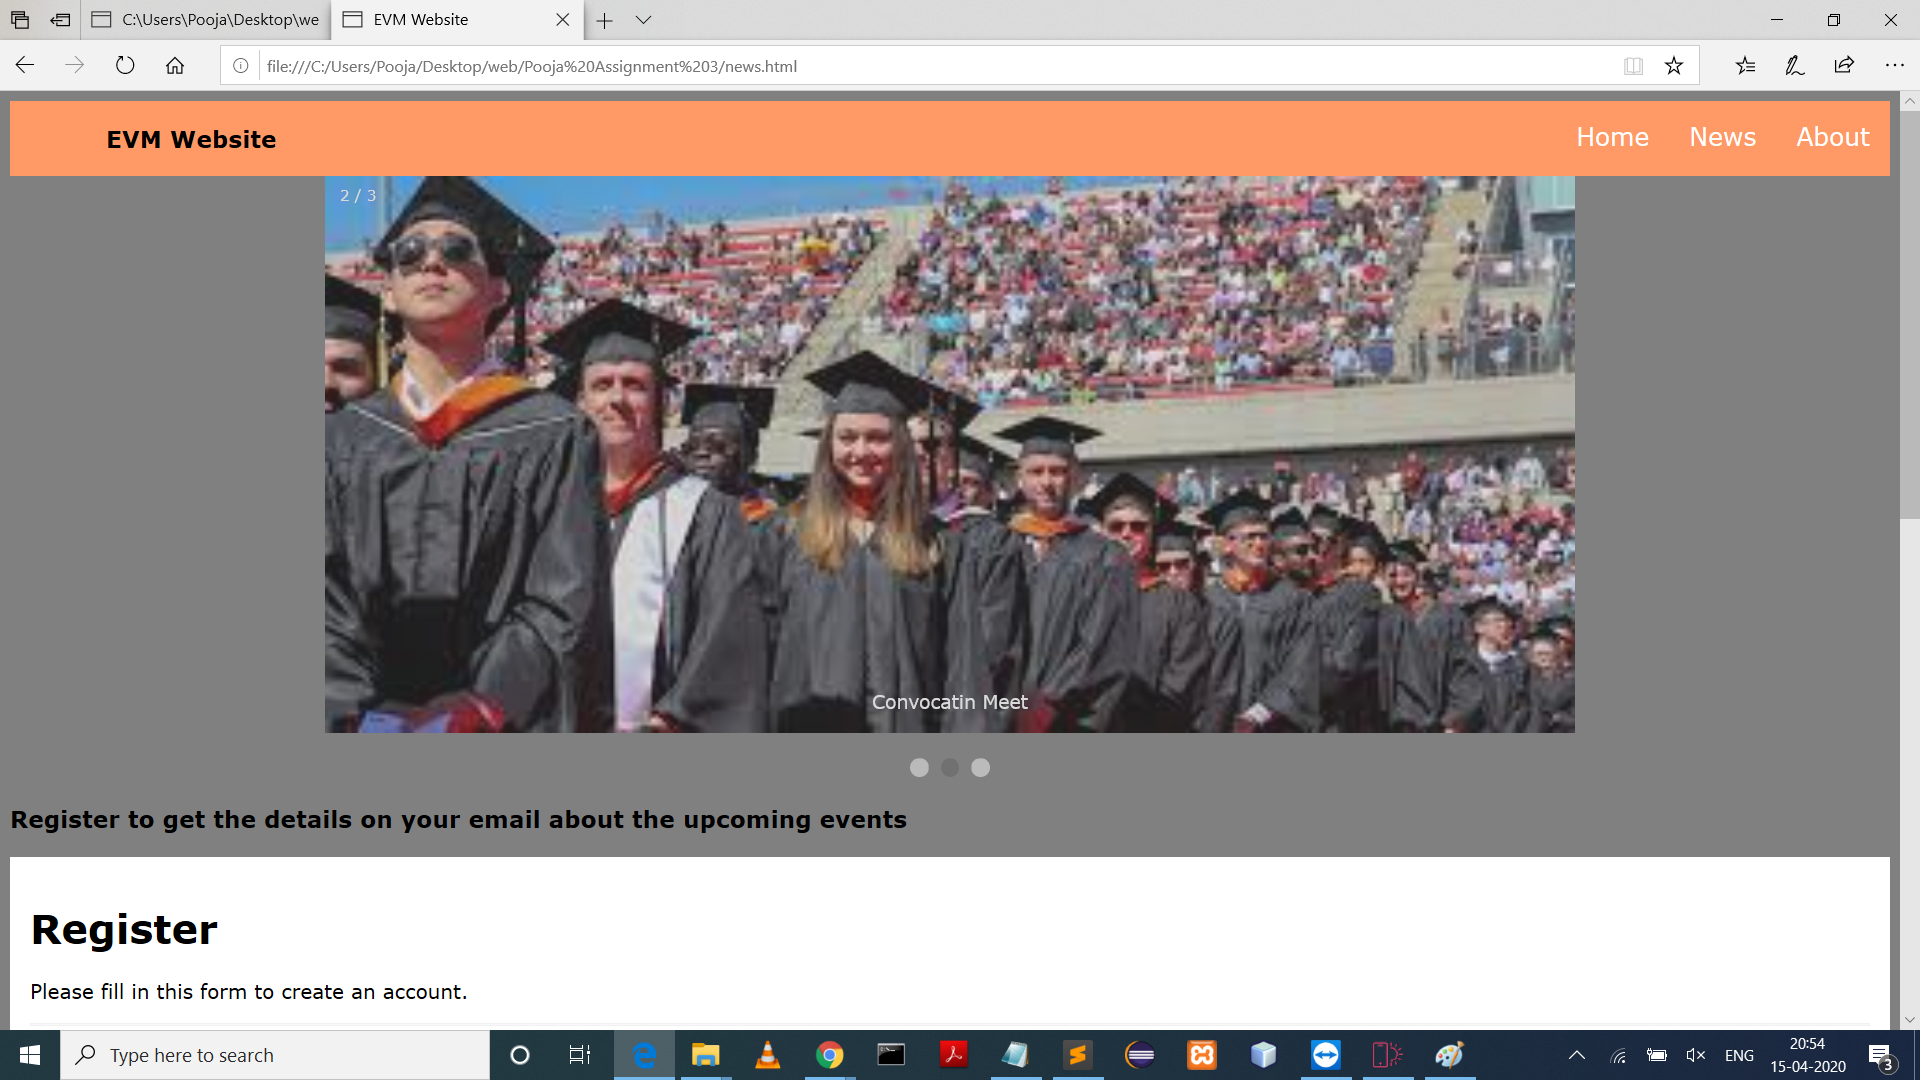 C:\Users\Pooja\Desktop\we
EVM Website
file:///C:/Users/Pooja/Desktop/web/Pooja%20Assignment%203/news.html
EVM Website
Home News About
2 / 3
Convocatin Meet
Register to get the details on your email about the upcoming events
Register
Please fill in this form to create an account.
Type here to search
ENG
20:54
15-04-2020
3